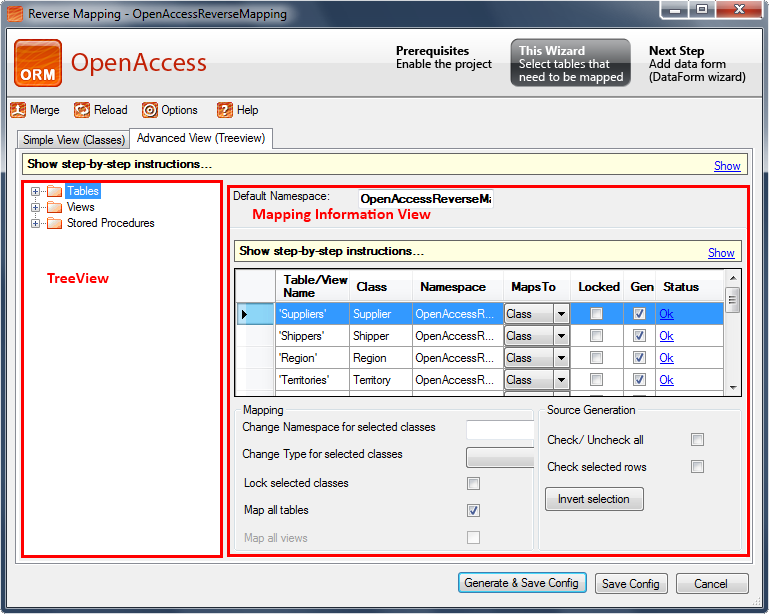 Reverse Mapping - OpenAccessReverseMapping
ORM OpenAccess
Prerequisites
Enable the project
This Wizard
Select tables that
need to be mapped
Next Step
Add data form
(DataForm wizard)
Merge Reload Options Help
Simple View (Classes) Advanced View (Treeview)
Show step-by-step instructions... Show
Tables
Views
Stored Procedures
TreeView
Default Namespace: OpenAccessReverseMa
Mapping Information View
Show step-by-step instructions... Show
Table/View
Name Class Namespace MapsTo Locked Gen Status
'Suppliers' Supplier OpenAccessR... Class Ok
'Shippers' Shipper OpenAccessR... Class Ok
'Region' Region OpenAccessR... Class Ok
'Territories' Territory OpenAccessR... Class Ok
Mapping
Change Namespace for selected classes
Change Type for selected classes
Lock selected classes
Map all tables
Map all views
Source Generation
Check/ Uncheck all
Check selected rows
Invert selection
Generate & Save Config Save Config Cancel